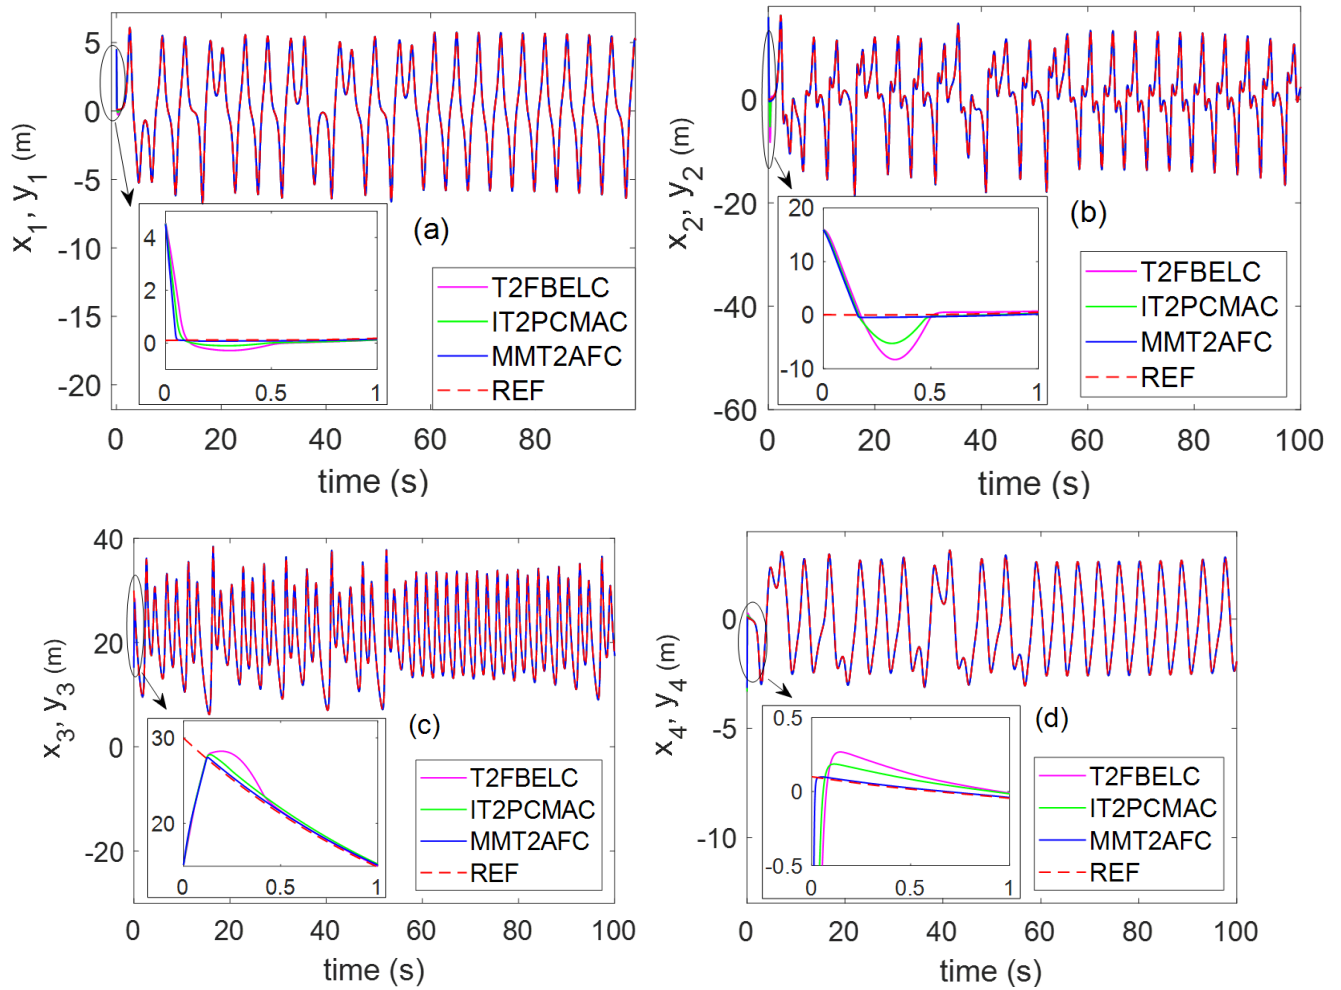 5
0
-5
-10
-15
-20
x1, y1 (m)
0 20 40 60 80
time (s)
(a)
4
2
0
0 0.5 1
T2FBELC
IT2PCMAC
MMT2AFC
REF
0
-20
-40
-60
x2, y2 (m)
0 20 40 60 80 100
time (s)
(b)
20
10
0
-10
0 0.5 1
T2FBELC
IT2PCMAC
MMT2AFC
REF
40
20
0
-20
x3, y3 (m)
0 20 40 60 80 100
time (s)
(c)
30
20
0 0.5 1
T2FBELC
IT2PCMAC
MMT2AFC
REF
0
-5
-10
x4, y4 (m)
0 20 40 60 80 100
time (s)
(d)
0.5
0
-0.5
0 0.5 1
T2FBELC
IT2PCMAC
MMT2AFC
REF